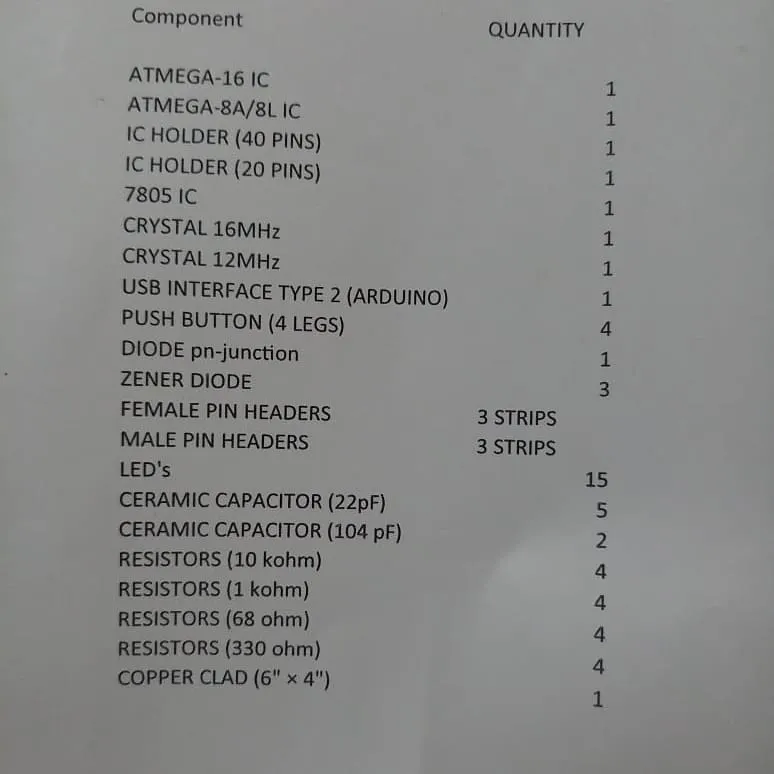 Component QUANTITY
ATMEGA-16 IC 1
ATMEGA-8A/8L IC 1
IC HOLDER (40 PINS) 1
IC HOLDER (20 PINS) 1
7805 IC 1
CRYSTAL 16MHz 1
CRYSTAL 12MHz 1
USB INTERFACE TYPE 2 (ARDUINO) 1
PUSH BUTTON (4 LEGS) 4
DIODE pn-junction 1
ZENER DIODE 3
FEMALE PIN HEADERS 3 STRIPS
MALE PIN HEADERS 3 STRIPS
LED's 15
CERAMIC CAPACITOR (22pF) 5
CERAMIC CAPACITOR (104 pF) 2
RESISTORS (10 kohm) 4
RESISTORS (1 kohm) 4
RESISTORS (68 ohm) 4
RESISTORS (330 ohm) 4
COPPER CLAD (6" × 4") 1